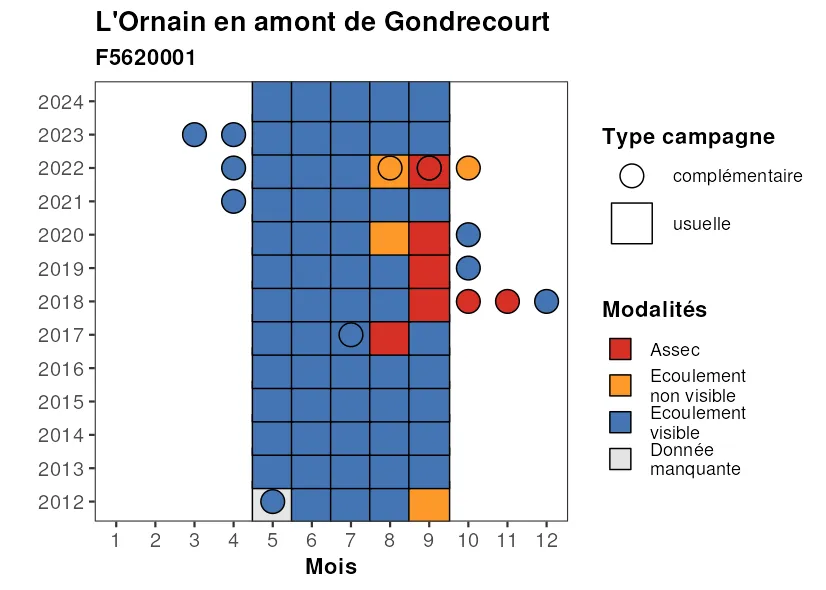 L'Ornain en amont de Gondrecourt
F5620001
2024
2023
2022
2021
2020
2019
2018
2017
2016
2015
2014
2013
2012
1 2 3 4 5 6 7 8 9 10 11 12
Mois
Type campagne
complémentaire
usuelle
Modalités
Assec
Ecoulement
non visible
Ecoulement
visible
Donnée
manquante